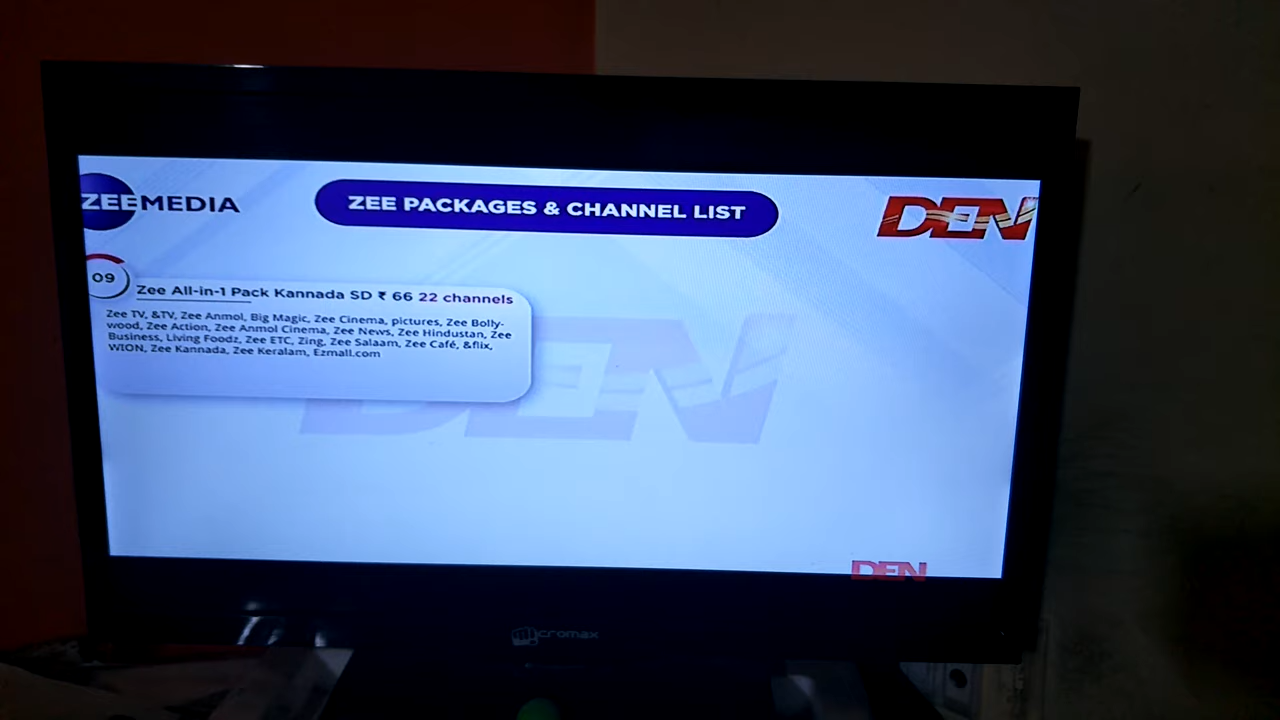 ZEEMEDIA
ZEE PACKAGES & CHANNEL LIST
DEN
09
Zee All-in-1 Pack Kannada SD ₹ 66 22 channels
Zee TV, &TV, Zee Anmol, Big Magic, Zee Cinema, pictures, Zee Bolly-
wood, Zee Action, Zee Anmol Cinema, Zee News, Zee Hindustan, Zee
Business, Living Foodz, Zee ETC, Zing, Zee Salaam, Zee Café, &flix,
WION, Zee Kannada, Zee Keralam, Ezmall.com
DEN
DEN
micromax